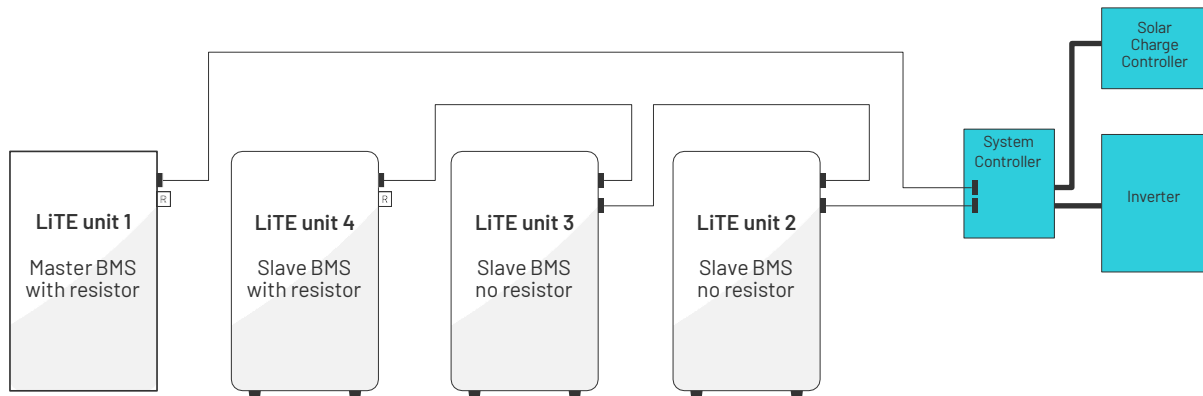 LiTE unit 1
Master BMS
with resistor
R
LiTE unit 4
Slave BMS
with resistor
R
LiTE unit 3
Slave BMS
no resistor
LiTE unit 2
Slave BMS
no resistor
System
Controller
Solar
Charge
Controller
Inverter